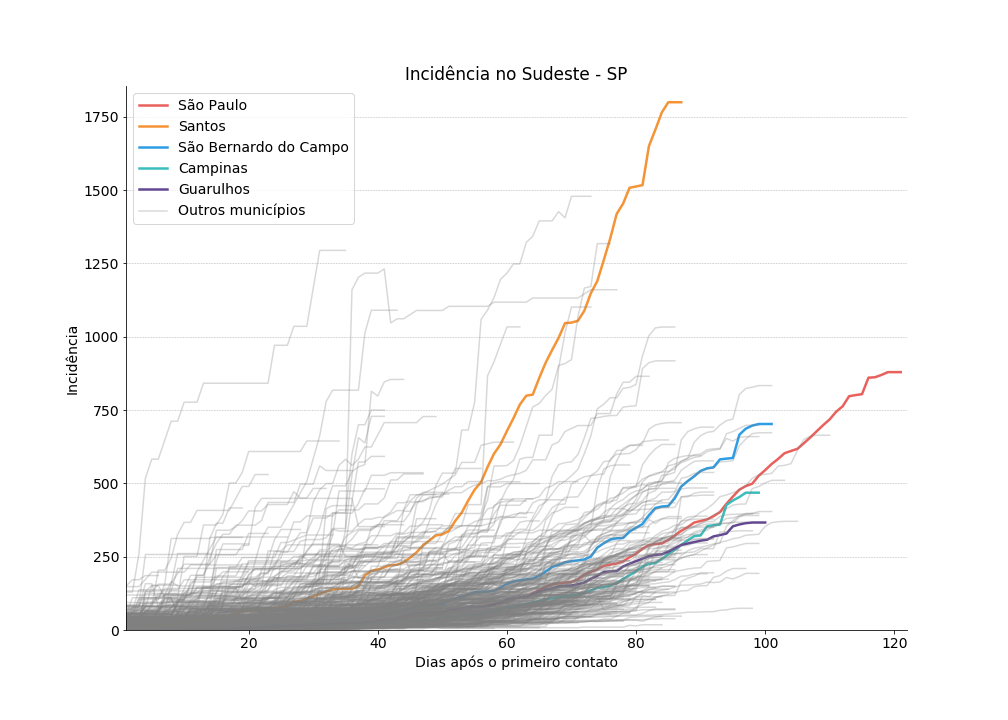 Incidência no Sudeste - SP
São Paulo
Santos
São Bernardo do Campo
Campinas
Guarulhos
Outros municípios
1750
1500
1250
1000
750
500
250
0
Incidência
20 40 60 80 100 120
Dias após o primeiro contato